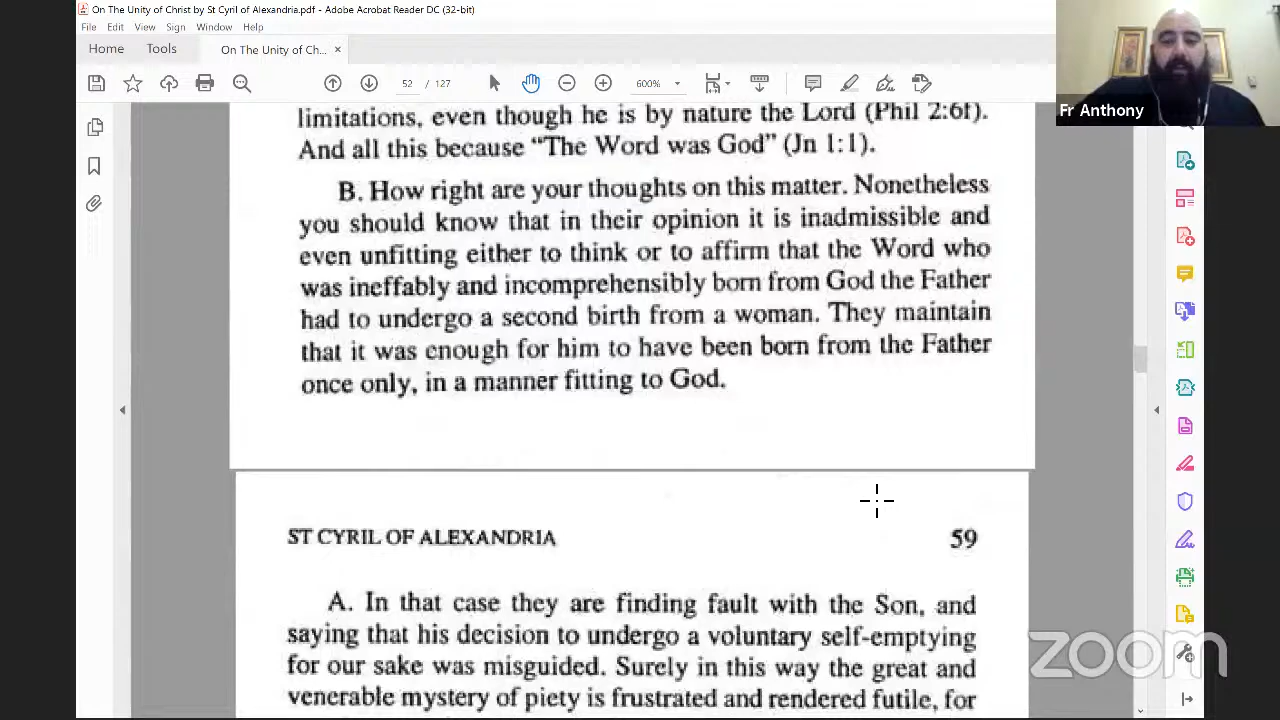 On The Unity of Christ by St Cyril of Alexandria.pdf - Adobe Acrobat Reader DC (32-bit)
File Edit View Sign Window Help
Home Tools On The Unity of Ch... ×
52 / 127 600%
Fr Anthony
limitations, even though he is by nature the Lord (Phil 2:6f).
And all this because “The Word was God” (Jn 1:1).
B. How right are your thoughts on this matter. Nonetheless
you should know that in their opinion it is inadmissible and
even unfitting either to think or to affirm that the Word who
was ineffably and incomprehensibly born from God the Father
had to undergo a second birth from a woman. They maintain
that it was enough for him to have been born from the Father
once only, in a manner fitting to God.
ST CYRIL OF ALEXANDRIA 59
A. In that case they are finding fault with the Son, and
saying that his decision to undergo a voluntary self-emptying
for our sake was misguided. Surely in this way the great and
venerable mystery of piety is frustrated and rendered futile, for
zoom